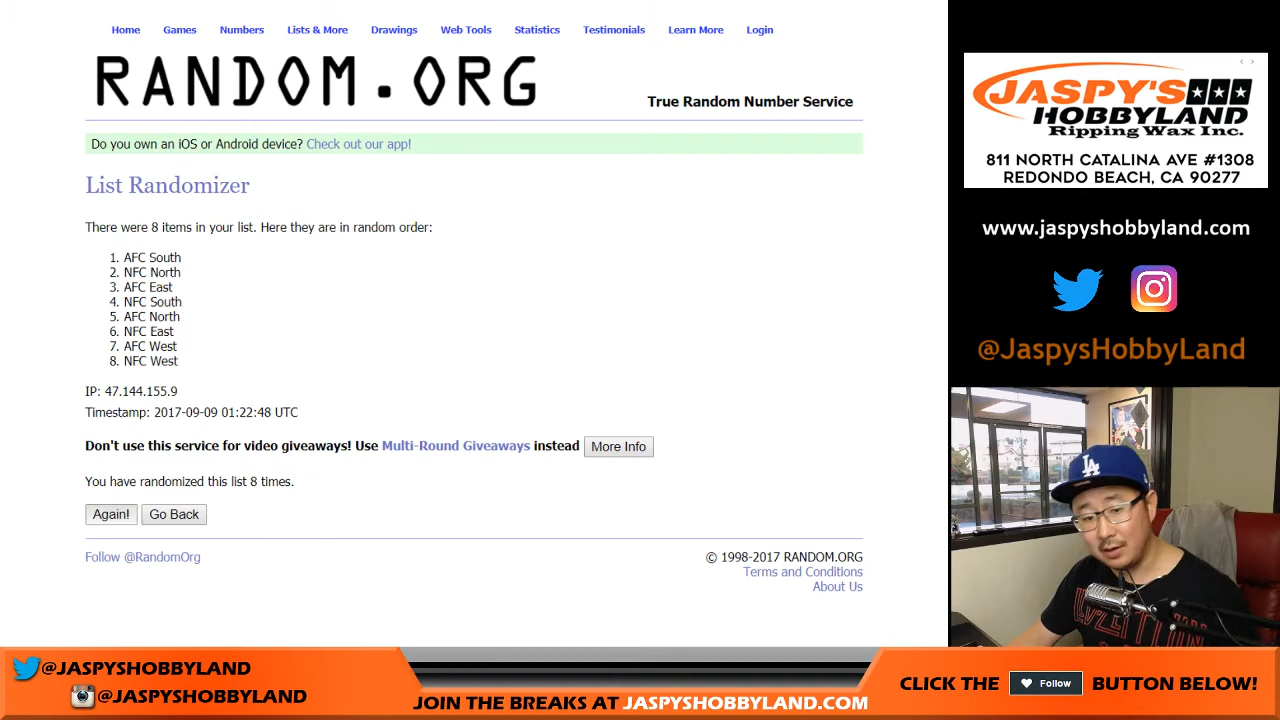 Home Games Numbers Lists & More Drawings Web Tools Statistics Testimonials Learn More Login
RANDOM.ORG
True Random Number Service
Do you own an iOS or Android device? Check out our app!
List Randomizer
There were 8 items in your list. Here they are in random order:
1. AFC South
2. NFC North
3. AFC East
4. NFC South
5. AFC North
6. NFC East
7. AFC West
8. NFC West
IP: 47.144.155.9
Timestamp: 2017-09-09 01:22:48 UTC
Don't use this service for video giveaways! Use Multi-Round Giveaways instead More Info
You have randomized this list 8 times.
Again! Go Back
Follow @RandomOrg
© 1998-2017 RANDOM.ORG
Terms and Conditions
About Us
JASPY'S
HOBBYLAND
Ripping Wax Inc.
811 NORTH CATALINA AVE #1308
REDONDO BEACH, CA 90277
www.jaspyshobbyland.com
@JaspysHobbyLand
LA
LED ZEPPELIN
@JASPYSHOBBYLAND
@JASPYSHOBBYLAND
JOIN THE BREAKS AT JASPYSHOBBYLAND.COM
CLICK THE Follow BUTTON BELOW!